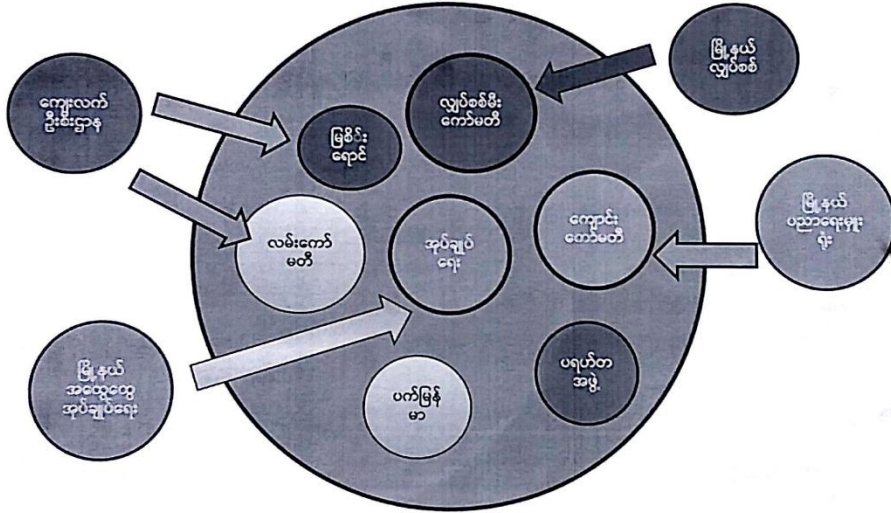 မြို့နယ်
လျှပ်စစ်
ကျေးလက်
ဦးစီးဌာန
လျှပ်စစ်မီး
ကော်မတီ
မြစိမ်း
ရောင်
လမ်းကော်
မတီ
အုပ်ချုပ်
ရေး
ကျောင်း
ကော်မတီ
မြို့နယ်
ပညာရေးမှူး
ရုံး
မြို့နယ်
အထွေထွေ
အုပ်ချုပ်ရေး
ပက်မြန်
မာ
ပရဟိတ
အဖွဲ့